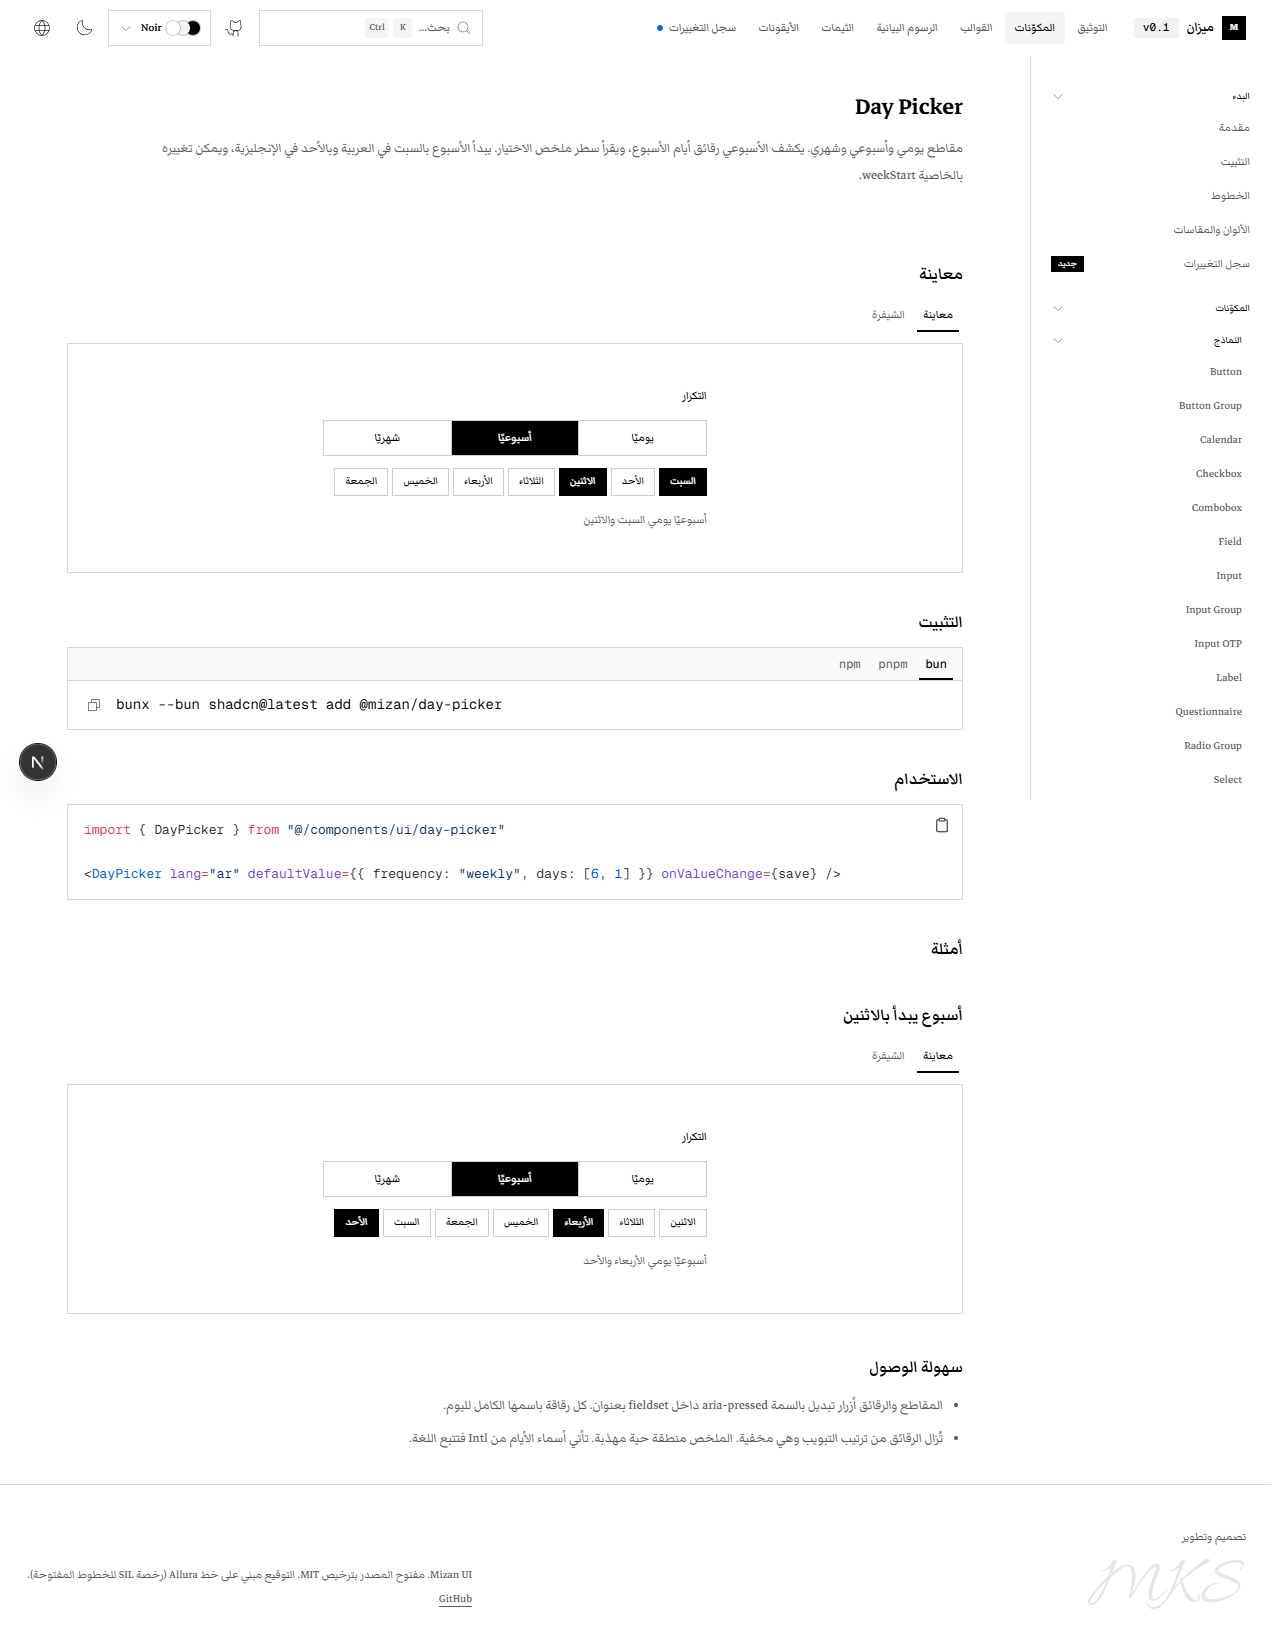 M ميزان v0.1 التوثيق المكوّنات القوالب الرسوم البيانية الثيمات الأيقونات سجل التغييرات بحث... K Ctrl Noir
البدء
مقدمة
التثبيت
الخطوط
الألوان والمقاسات
سجل التغييرات جديد
المكوّنات
النماذج
Button
Button Group
Calendar
Checkbox
Combobox
Field
Input
Input Group
Input OTP
Label
Questionnaire
Radio Group
Select
Day Picker
مقاطع يومي وأسبوعي وشهري. يكشف الأسبوعي رقائق أيام الأسبوع، ويقرأ سطر ملخص الاختيار. يبدأ الأسبوع بالسبت في العربية وبالأحد في الإنجليزية، ويمكن تغييره
بالخاصية weekStart.
معاينة
معاينة الشيفرة
التكرار
يوميًا أسبوعيًا شهريًا
السبت الأحد الاثنين الثلاثاء الأربعاء الخميس الجمعة
أسبوعيًا يومي السبت والاثنين
التثبيت
bun pnpm npm
bunx --bun shadcn@latest add @mizan/day-picker
الاستخدام
import { DayPicker } from "@/components/ui/day-picker"
<DayPicker lang="ar" defaultValue={{ frequency: "weekly", days: [6, 1] }} onValueChange={save} />
أمثلة
أسبوع يبدأ بالاثنين
معاينة الشيفرة
التكرار
يوميًا أسبوعيًا شهريًا
الاثنين الثلاثاء الأربعاء الخميس الجمعة السبت الأحد
أسبوعيًا يومي الأربعاء والأحد
سهولة الوصول
المقاطع والرقائق أزرار تبديل بالسمة aria-pressed داخل fieldset بعنوان. كل رقاقة باسمها الكامل لليوم.
تُزال الرقائق من ترتيب التبويب وهي مخفية. الملخص منطقة حية مهذبة. تأتي أسماء الأيام من Intl فتتبع اللغة.
تصميم وتطوير
MKS
Mizan UI. مفتوح المصدر بترخيص MIT. التوقيع مبني على خط Allura (رخصة SIL للخطوط المفتوحة).
GitHub